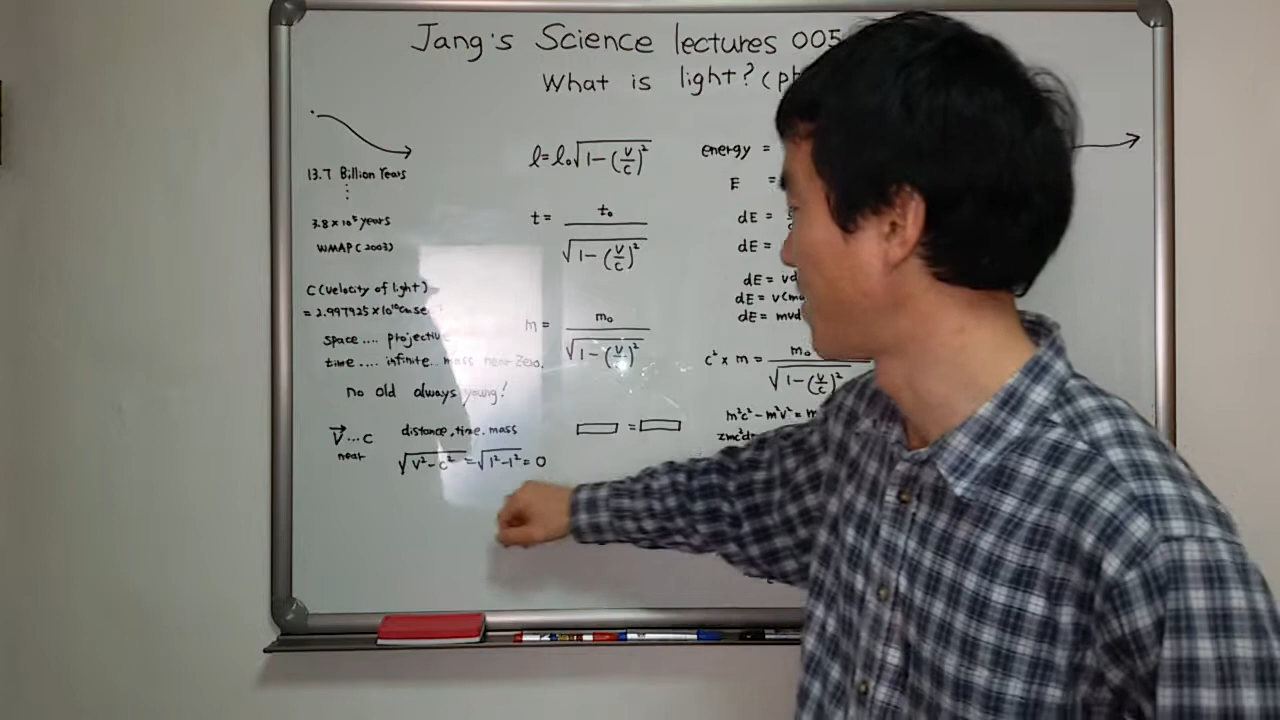 Jang's Science lectures 005
What is light? (p
13.7 Billion Years
⋮
3.8×10⁵ years
WMAP(2003)
C(velocity of light)
= 2.997925×10¹⁰cm
space .... projective
time .... infinite.. mass near Zero.
no old always young!
V⃗ ... C
near
distance, time. mass
√(V²-C²) = √(1²-1²) = 0
l = l₀√(1-(V/C)²)
t = t₀/√(1-(V/C)²)
m = m₀/√(1-(V/C)²)
▭ = ▭
energy =
E =
dE =
dE =
dE = vd
dE = v(m
dE = mvd
c² × m = m₀/√(1-(V/C)²)
m²c² - m²v² = m
2mc²d